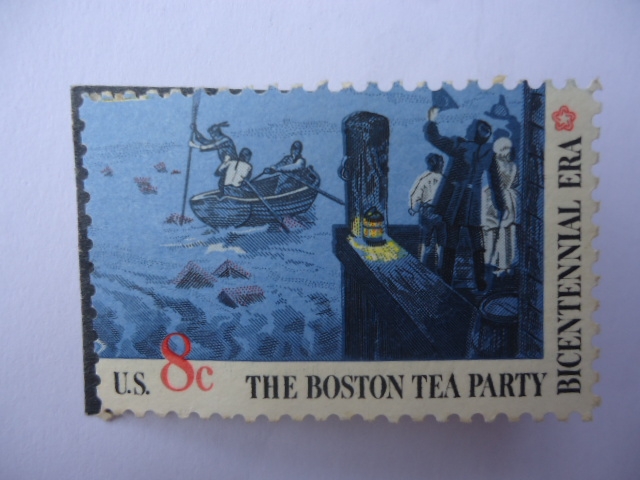 U.S. 8c THE BOSTON TEA PARTY
BICENTENNIAL ERA